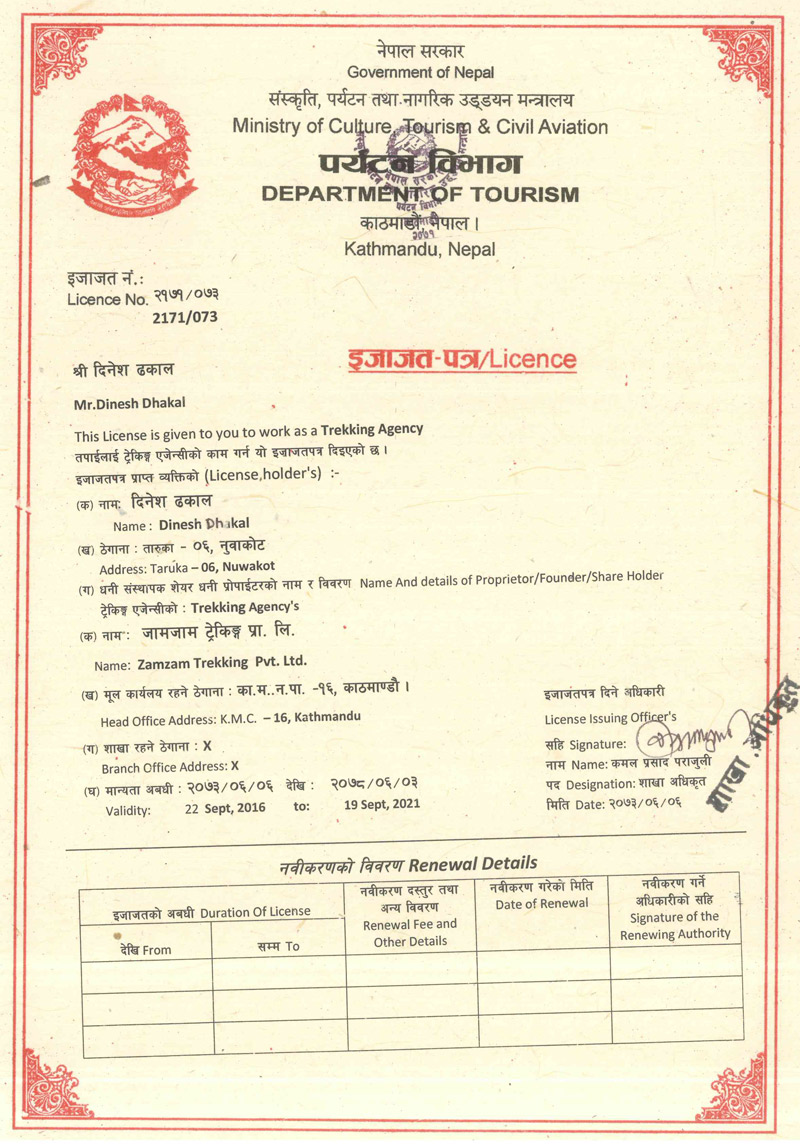 नेपाल सरकार
Government of Nepal
संस्कृति, पर्यटन तथा नागरिक उड्डयन मन्त्रालय
Ministry of Culture, Tourism & Civil Aviation
पर्यटन विभाग
DEPARTMENT OF TOURISM
काठमाडौं, नेपाल ।
Kathmandu, Nepal
इजाजत नं.:
Licence No. २१७१/०७३
2171/073
इजाजत-पत्र/Licence
श्री दिनेश ढकाल
Mr.Dinesh Dhakal
This License is given to you to work as a Trekking Agency
तपाईलाई ट्रेकिङ्ग एजेन्सीको काम गर्न यो इजाजतपत्र दिइएको छ ।
इजाजतपत्र प्राप्त व्यक्तिको (License,holder's) :-
(क) नाम: दिनेश ढकाल
Name : Dinesh Dhakal
(ख) ठेगाना : तारुका - ०६, नुवाकोट
Address: Taruka – 06, Nuwakot
(ग) धनी संस्थापक शेयर धनी प्रोपाईटरको नाम र विवरण Name And details of Proprietor/Founder/Share Holder
ट्रेकिङ्ग एजेन्सीको : Trekking Agency's
(क) नाम : जामजाम ट्रेकिङ्ग प्रा. लि.
Name: Zamzam Trekking Pvt. Ltd.
(ख) मूल कार्यलय रहने ठेगाना : का.म..न.पा. -१६, काठमाण्डौ ।
Head Office Address: K.M.C. – 16, Kathmandu
(ग) शाखा रहने ठेगाना : X
Branch Office Address: X
(घ) मान्यता अबधी : २०७३/०६/०६ देखि : २०७८/०६/०३
Validity: 22 Sept, 2016 to: 19 Sept, 2021
इजाजतपत्र दिने अधिकारी
License Issuing Officer's
सहि Signature:
नाम Name: कमल प्रसाद पराजुली
पद Designation: शाखा अधिकृत
मिति Date: २०७३/०६/०६
शाखा अधिकृत
नवीकरणको विवरण Renewal Details
इजाजतको अबधी Duration Of License
देखि From
सम्म To
नवीकरण दस्तुर तथा
अन्य विवरण
Renewal Fee and
Other Details
नवीकरण गरेको मिति
Date of Renewal
नवीकरण गर्ने
अधिकारीको सहि
Signature of the
Renewing Authority